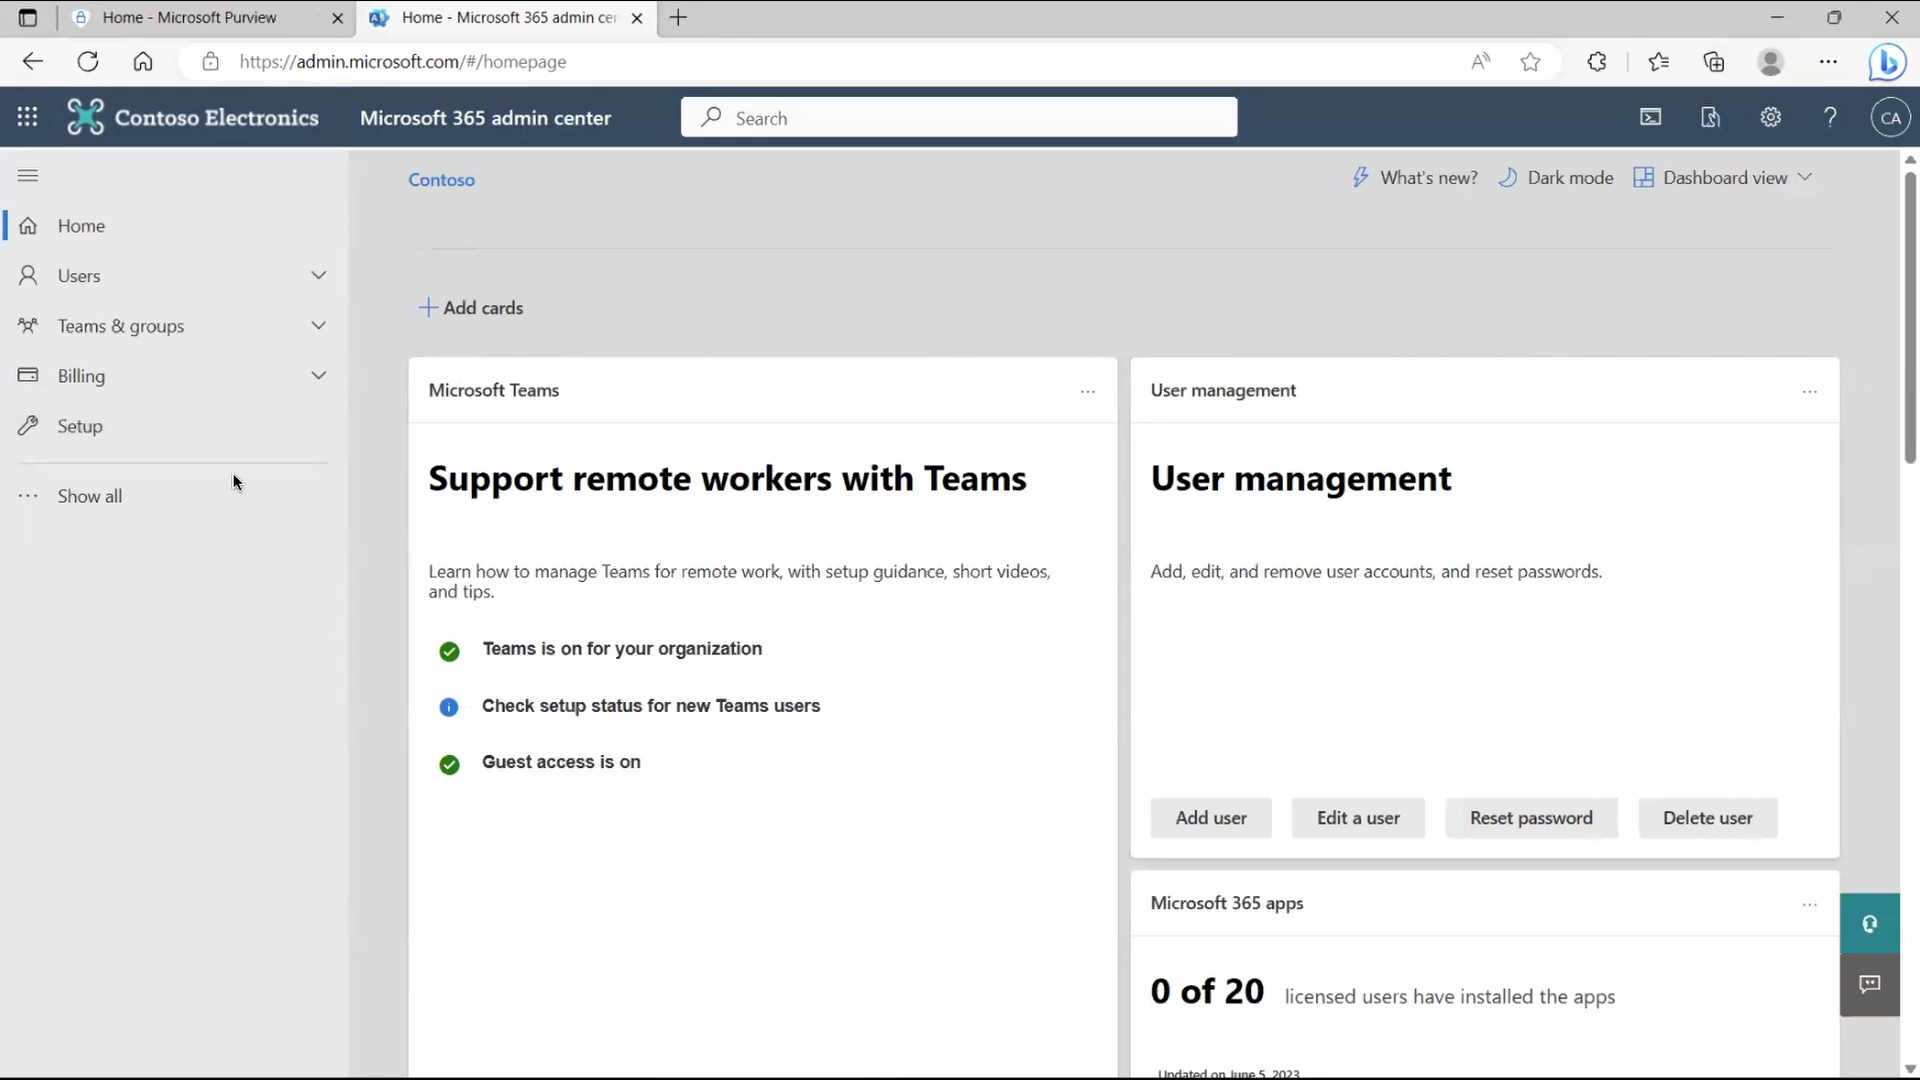 Home - Microsoft Purview
Home - Microsoft 365 admin cer
https://admin.microsoft.com/#/homepage
Contoso Electronics
Microsoft 365 admin center
Search
CA
Contoso
What's new?
Dark mode
Dashboard view
Home
Users
Teams & groups
Billing
Setup
Show all
Add cards
Microsoft Teams
Support remote workers with Teams
Learn how to manage Teams for remote work, with setup guidance, short videos,
and tips.
Teams is on for your organization
Check setup status for new Teams users
Guest access is on
User management
User management
Add, edit, and remove user accounts, and reset passwords.
Add user
Edit a user
Reset password
Delete user
Microsoft 365 apps
0 of 20 licensed users have installed the apps
Updated on June 5, 2023